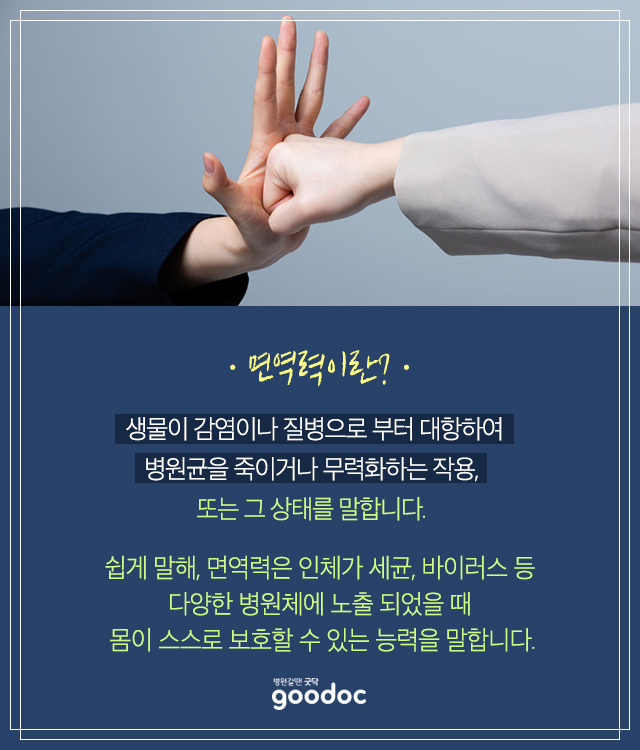 · 면역력이란? ·
생물이 감염이나 질병으로 부터 대항하여
병원균을 죽이거나 무력화하는 작용,
또는 그 상태를 말합니다.
쉽게 말해, 면역력은 인체가 세균, 바이러스 등
다양한 병원체에 노출 되었을 때
몸이 스스로 보호할 수 있는 능력을 말합니다.
병원갈땐 굿닥
goodoc